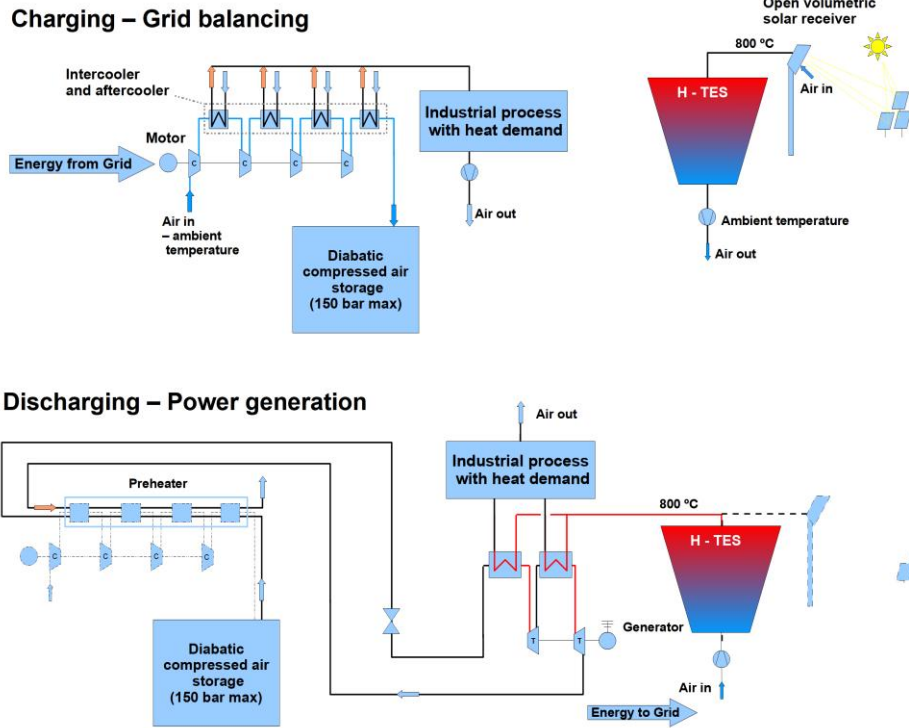 Charging – Grid balancing
Open volumetric
solar receiver
800 ºC
Intercooler
and aftercooler
H - TES
Air in
Industrial process
with heat demand
Motor
Energy from Grid
C
C
C
C
Air out
Air in
– ambient
temperature
Ambient temperature
Air out
Diabatic
compressed air
storage
(150 bar max)
Discharging – Power generation
Air out
Preheater
Industrial process
with heat demand
800 ºC
H - TES
C
C
C
C
Generator
T
T
Diabatic
compressed air
storage
(150 bar max)
Air in
Energy to Grid